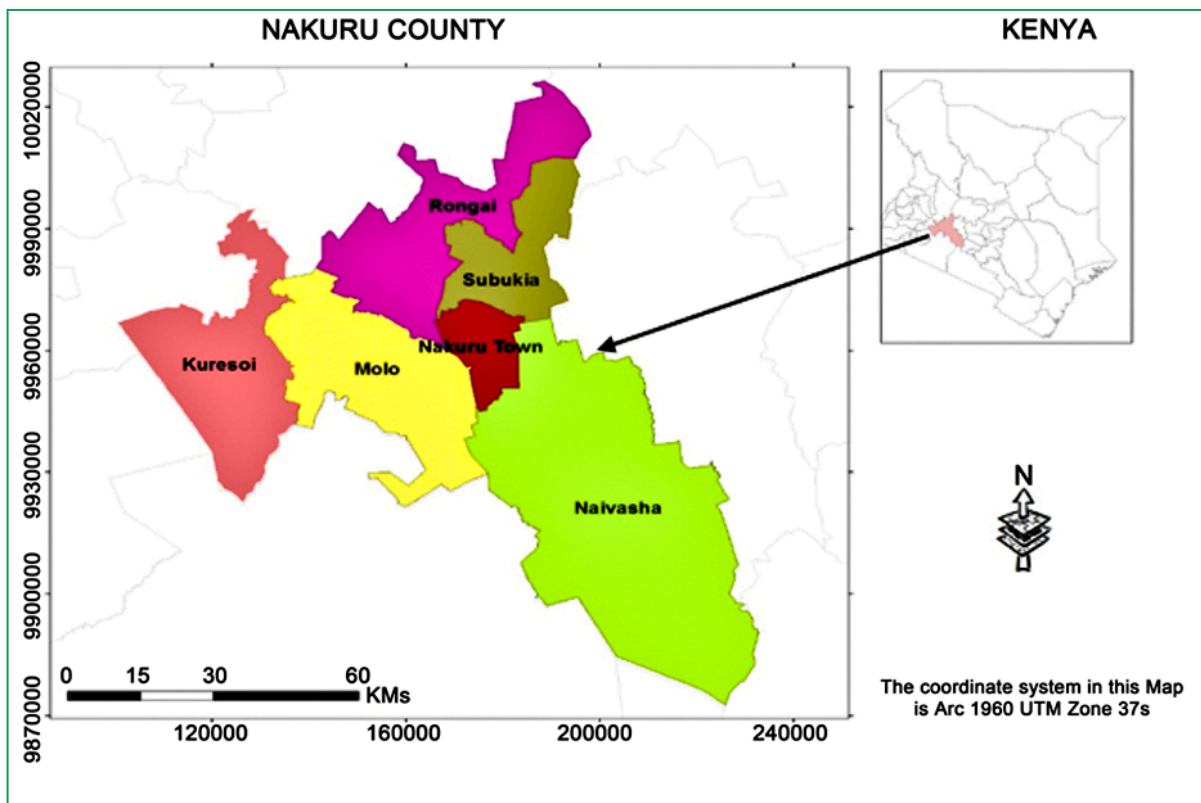 NAKURU COUNTY
KENYA
10020000
9990000
9960000
9930000
9900000
9870000
Rongai
Subukia
Nakuru Town
Kuresoi
Molo
Naivasha
N
0 15 30 60
KMs
The coordinate system in this Map
is Arc 1960 UTM Zone 37s
120000 160000 200000 240000